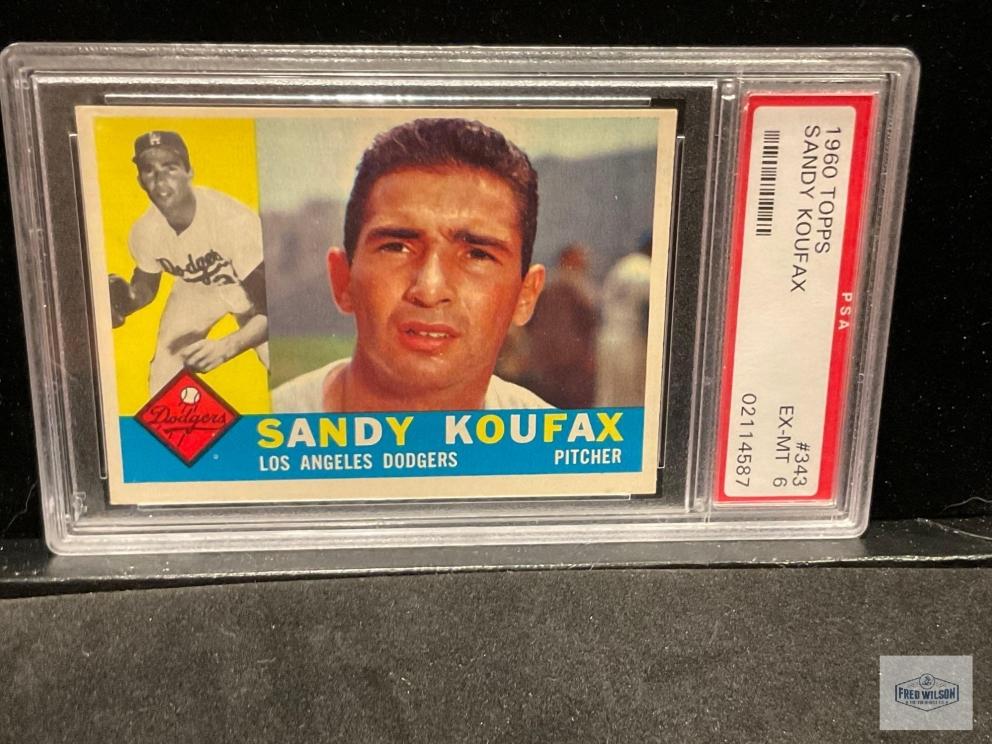 Dodgers
Dodgers
SANDY KOUFAX
LOS ANGELES DODGERS
PITCHER
1960 TOPPS
SANDY KOUFAX
#343
EX-MT 6
02114587
PSA
FRED WILSON